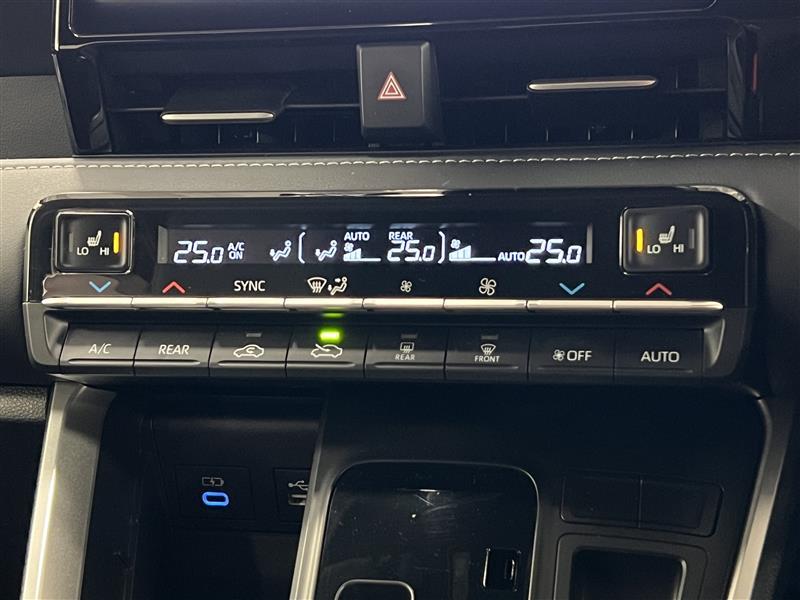 AUTO REAR
25.0 A/C ON 25.0 AUTO 25.0
LO HI
LO HI
SYNC
A/C REAR REAR FRONT OFF AUTO